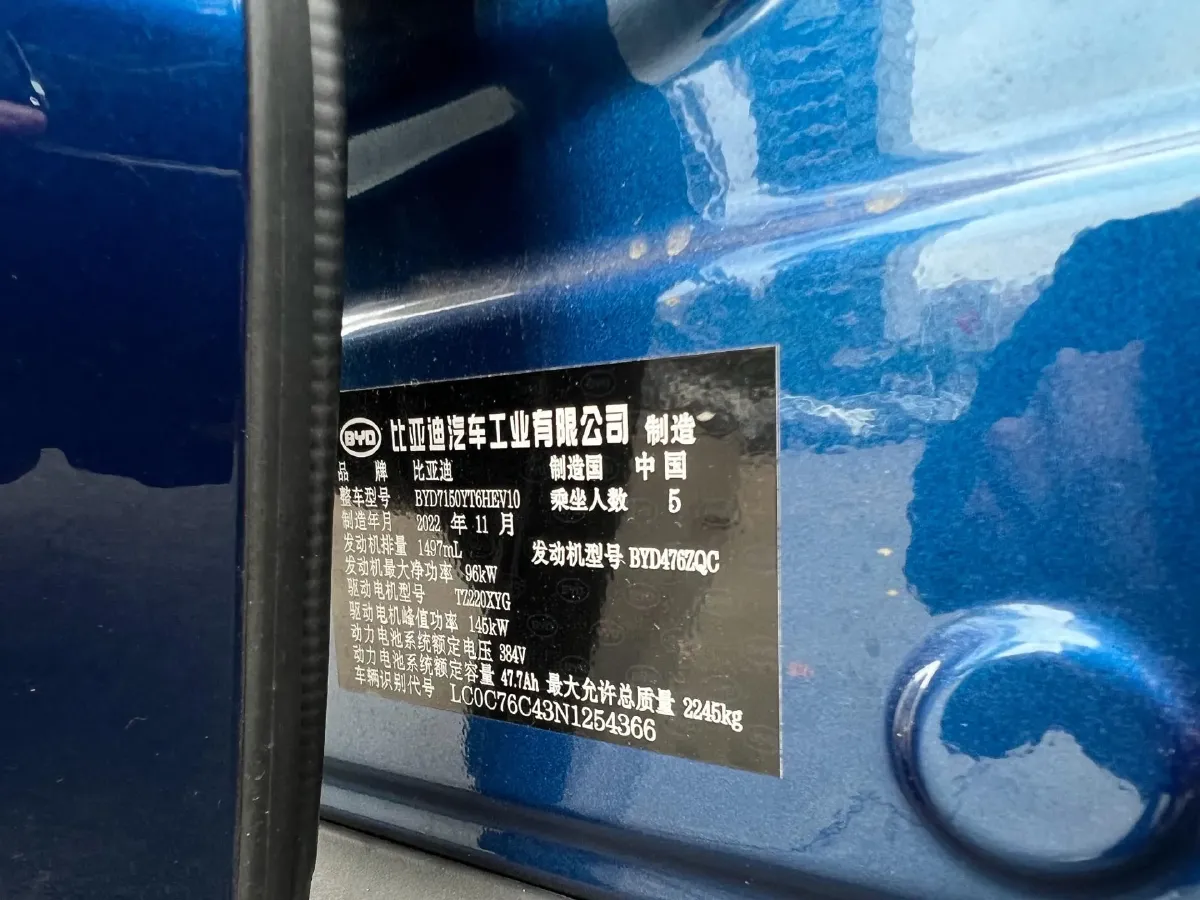 BYD 比亚迪汽车工业有限公司 制造
品 牌 比亚迪 制造国 中国
整车型号 BYD7150YT6HEV10 乘坐人数 5
制造年月 2022 年 11 月
发动机排量 1497mL 发动机型号 BYD476ZQC
发动机最大净功率 96kW
驱动电机型号 TZ220XYG
驱动电机峰值功率 145kW
动力电池系统额定电压 384V
动力电池系统额定容量 47.7Ah 最大允许总质量 2245kg
车辆识别代号 LC0C76C43N1254366